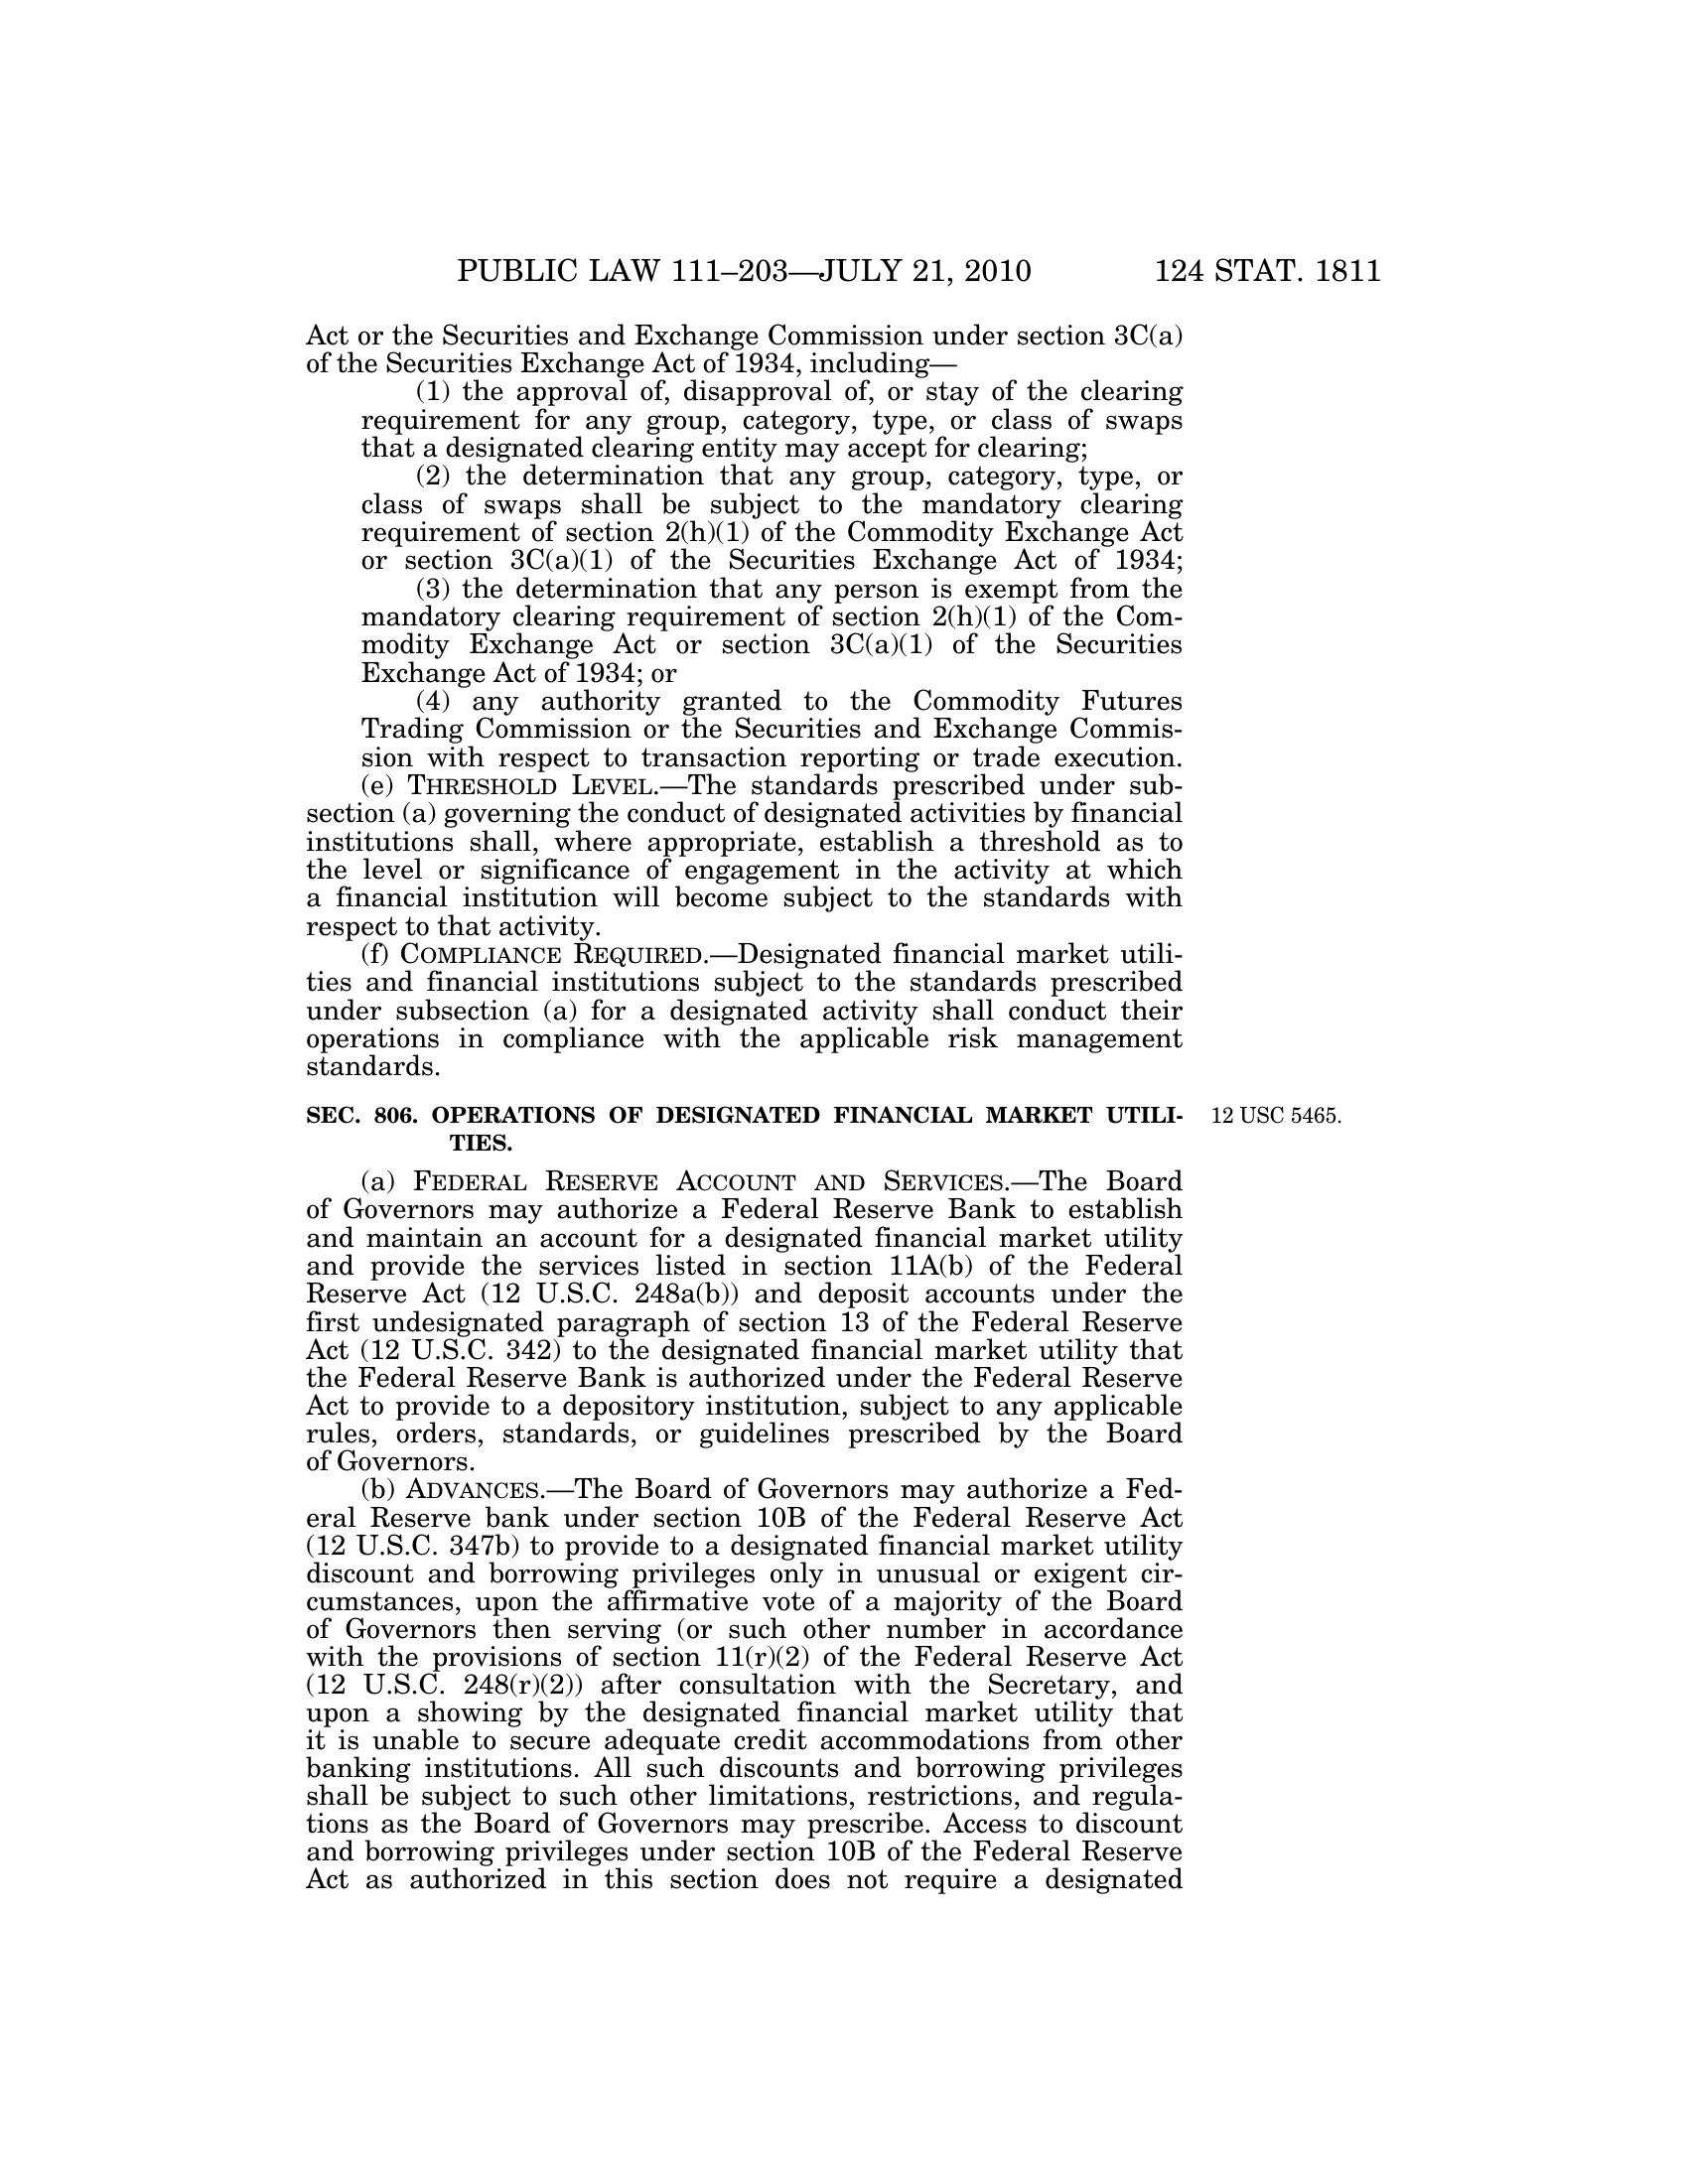 PUBLIC LAW 111–203—JULY 21, 2010 124 STAT. 1811
Act or the Securities and Exchange Commission under section 3C(a)
of the Securities Exchange Act of 1934, including—
(1) the approval of, disapproval of, or stay of the clearing
requirement for any group, category, type, or class of swaps
that a designated clearing entity may accept for clearing;
(2) the determination that any group, category, type, or
class of swaps shall be subject to the mandatory clearing
requirement of section 2(h)(1) of the Commodity Exchange Act
or section 3C(a)(1) of the Securities Exchange Act of 1934;
(3) the determination that any person is exempt from the
mandatory clearing requirement of section 2(h)(1) of the Com-
modity Exchange Act or section 3C(a)(1) of the Securities
Exchange Act of 1934; or
(4) any authority granted to the Commodity Futures
Trading Commission or the Securities and Exchange Commis-
sion with respect to transaction reporting or trade execution.
(e) THRESHOLD LEVEL.—The standards prescribed under sub-
section (a) governing the conduct of designated activities by financial
institutions shall, where appropriate, establish a threshold as to
the level or significance of engagement in the activity at which
a financial institution will become subject to the standards with
respect to that activity.
(f) COMPLIANCE REQUIRED.—Designated financial market utili-
ties and financial institutions subject to the standards prescribed
under subsection (a) for a designated activity shall conduct their
operations in compliance with the applicable risk management
standards.
SEC. 806. OPERATIONS OF DESIGNATED FINANCIAL MARKET UTILI- 12 USC 5465.
TIES.
(a) FEDERAL RESERVE ACCOUNT AND SERVICES.—The Board
of Governors may authorize a Federal Reserve Bank to establish
and maintain an account for a designated financial market utility
and provide the services listed in section 11A(b) of the Federal
Reserve Act (12 U.S.C. 248a(b)) and deposit accounts under the
first undesignated paragraph of section 13 of the Federal Reserve
Act (12 U.S.C. 342) to the designated financial market utility that
the Federal Reserve Bank is authorized under the Federal Reserve
Act to provide to a depository institution, subject to any applicable
rules, orders, standards, or guidelines prescribed by the Board
of Governors.
(b) ADVANCES.—The Board of Governors may authorize a Fed-
eral Reserve bank under section 10B of the Federal Reserve Act
(12 U.S.C. 347b) to provide to a designated financial market utility
discount and borrowing privileges only in unusual or exigent cir-
cumstances, upon the affirmative vote of a majority of the Board
of Governors then serving (or such other number in accordance
with the provisions of section 11(r)(2) of the Federal Reserve Act
(12 U.S.C. 248(r)(2)) after consultation with the Secretary, and
upon a showing by the designated financial market utility that
it is unable to secure adequate credit accommodations from other
banking institutions. All such discounts and borrowing privileges
shall be subject to such other limitations, restrictions, and regula-
tions as the Board of Governors may prescribe. Access to discount
and borrowing privileges under section 10B of the Federal Reserve
Act as authorized in this section does not require a designated